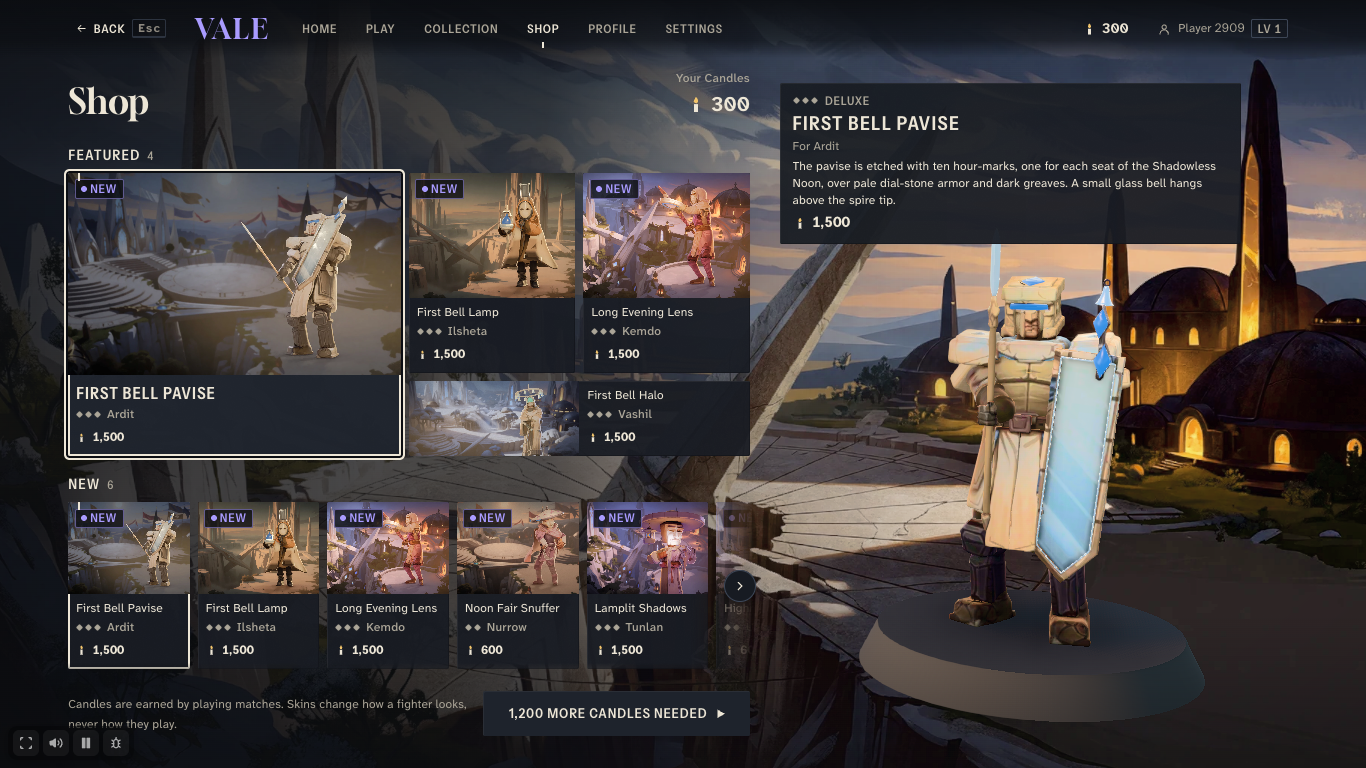 BACK Esc VALE HOME PLAY COLLECTION SHOP PROFILE SETTINGS 300 Player 2909 LV 1
Shop
Your Candles
300
FEATURED 4
NEW
FIRST BELL PAVISE
Ardit
1,500
NEW
First Bell Lamp
Ilsheta
1,500
NEW
Long Evening Lens
Kemdo
1,500
First Bell Halo
Vashil
1,500
NEW 6
NEW
First Bell Pavise
Ardit
1,500
NEW
First Bell Lamp
Ilsheta
1,500
NEW
Long Evening Lens
Kemdo
1,500
NEW
Noon Fair Snuffer
Nurrow
600
NEW
Lamplit Shadows
Tunlan
1,500
Candles are earned by playing matches. Skins change how a fighter looks,
never how they play.
1,200 MORE CANDLES NEEDED
DELUXE
FIRST BELL PAVISE
For Ardit
The pavise is etched with ten hour-marks, one for each seat of the Shadowless
Noon, over pale dial-stone armor and dark greaves. A small glass bell hangs
above the spire tip.
1,500